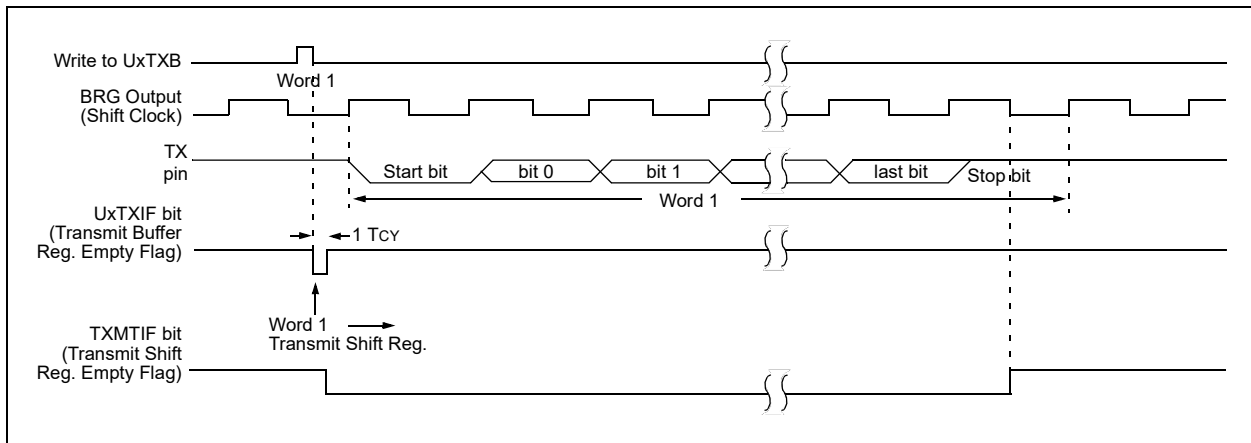 Write to UxTXB
Word 1
BRG Output
(Shift Clock)
TX
pin
Start bit
bit 0
bit 1
last bit
Stop bit
Word 1
UxTXIF bit
(Transmit Buffer
Reg. Empty Flag)
1 TCY
Word 1
Transmit Shift Reg.
TXMTIF bit
(Transmit Shift
Reg. Empty Flag)